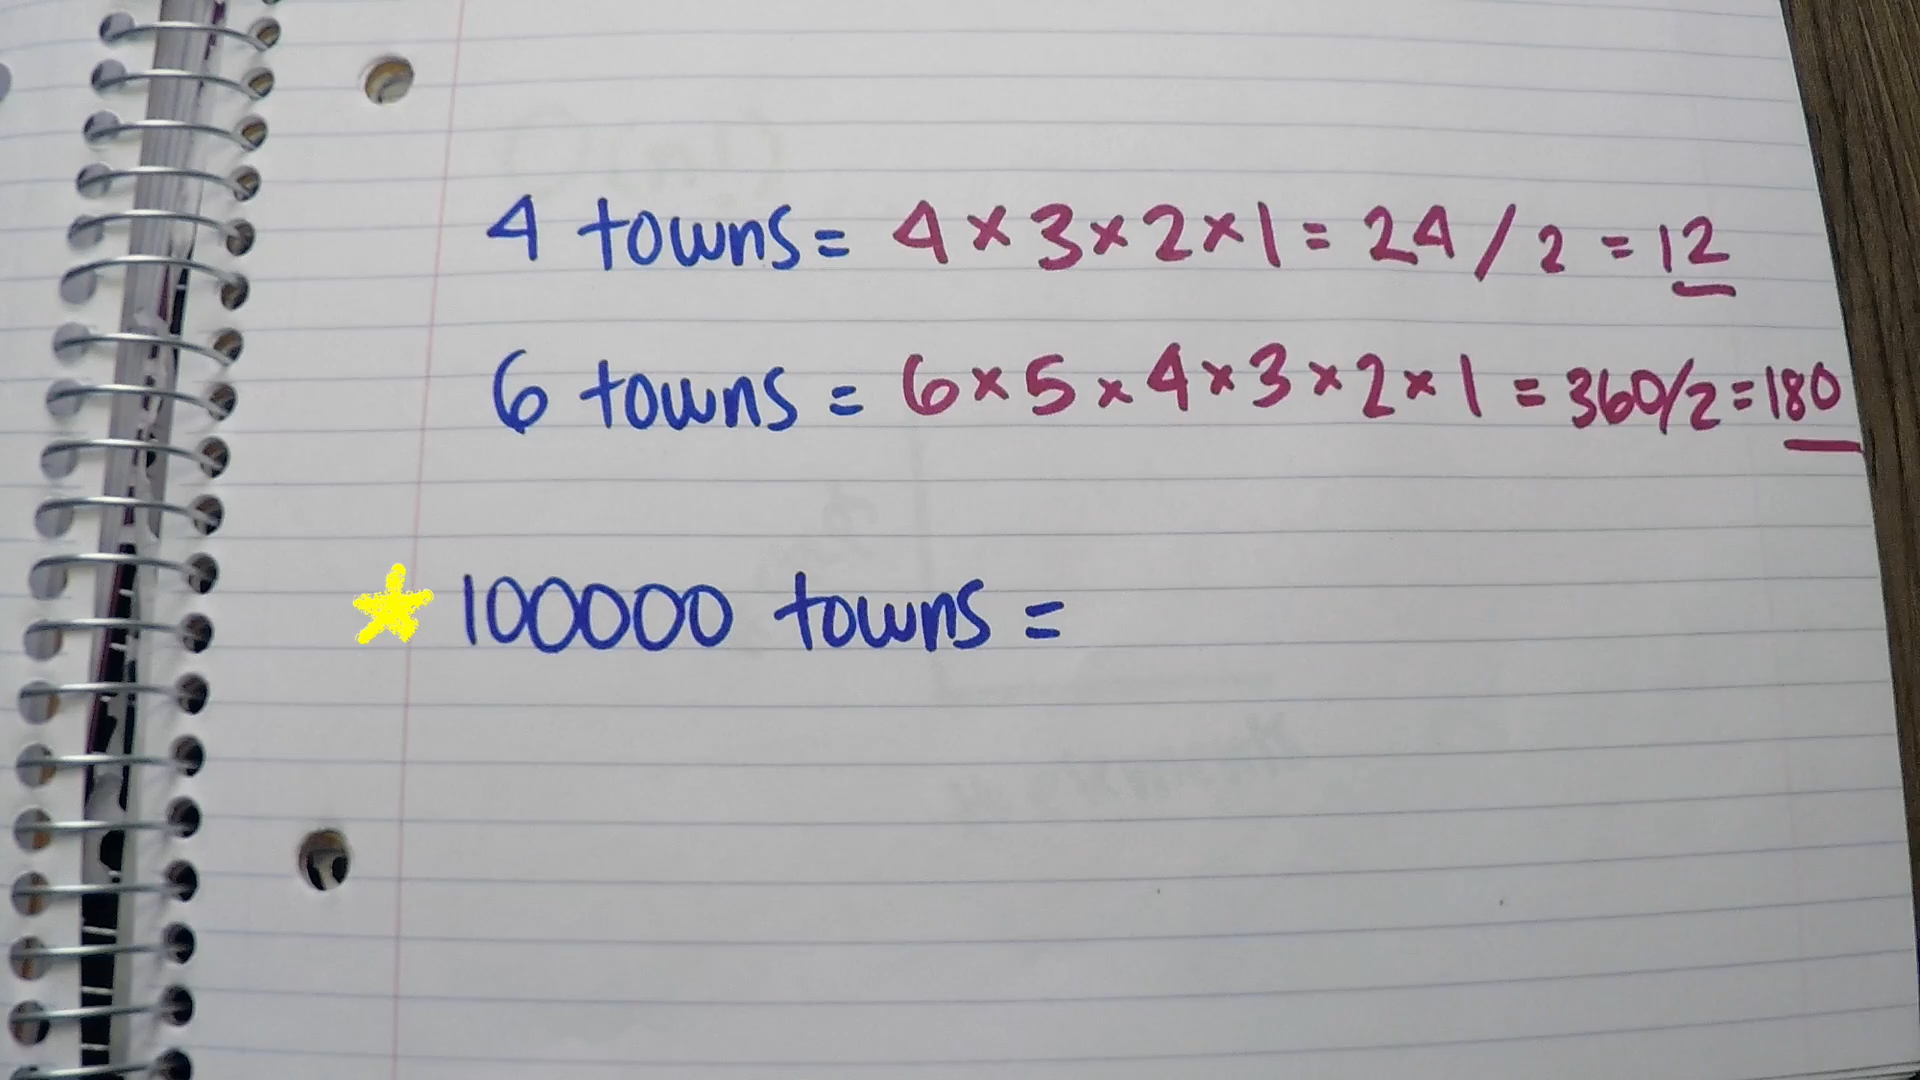 4 towns = 4 × 3 × 2 × 1 = 24 / 2 = 12
6 towns = 6 × 5 × 4 × 3 × 2 × 1 = 360/2 = 180
100000 towns =